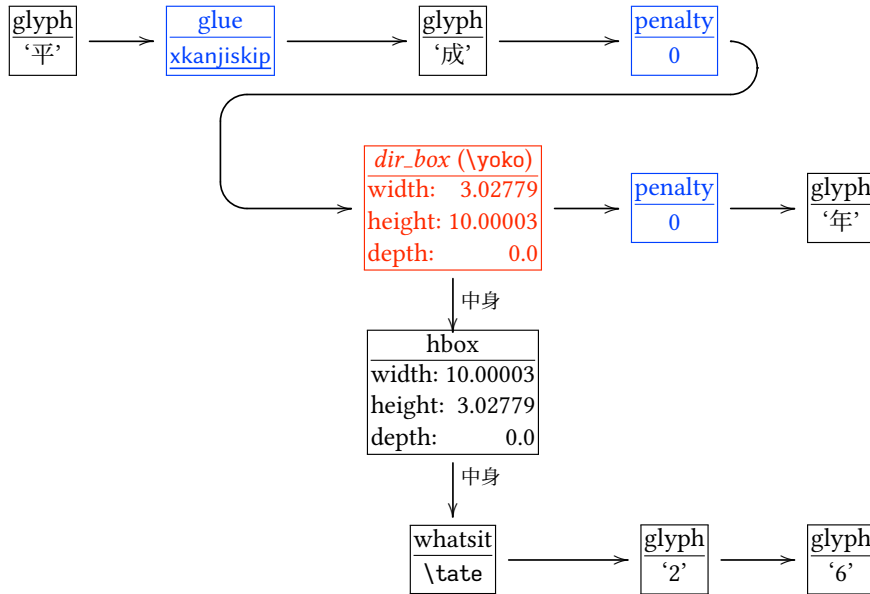 glyph
‘平’
glue
xkanjiskip
glyph
‘成’
penalty
0
dir_box (\yoko)
width: 3.02779
height: 10.00003
depth: 0.0
penalty
0
glyph
‘年’
中身
hbox
width: 10.00003
height: 3.02779
depth: 0.0
中身
whatsit
\tate
glyph
‘2’
glyph
‘6’